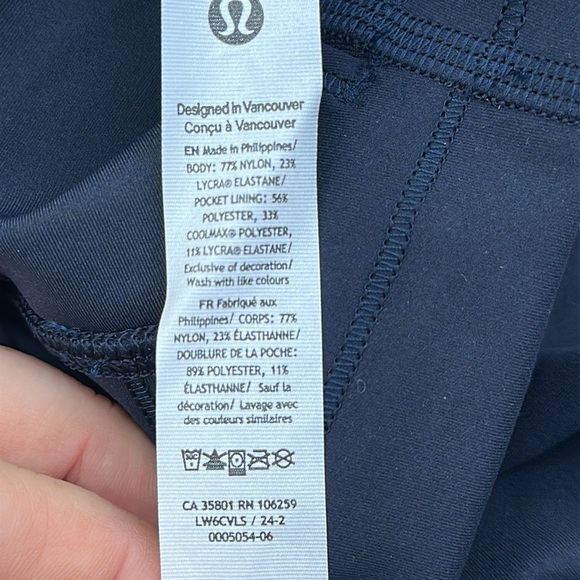 Designed in Vancouver
Conçu à Vancouver
EN Made in Philippines/
BODY: 77% NYLON, 23%
LYCRA® ELASTANE/
POCKET LINING: 56%
POLYESTER, 33%
COOLMAX® POLYESTER,
11% LYCRA® ELASTANE/
Exclusive of decoration/
Wash with like colours
FR Fabriqué aux
Philippines/ CORPS: 77%
NYLON, 23% ÉLASTHANNE/
DOUBLURE DE LA POCHE:
89% POLYESTER, 11%
ÉLASTHANNE/ Sauf la
décoration/ Lavage avec
des couleurs similaires
CA 35801 RN 106259
LW6CVLS / 24-2
0005054-06